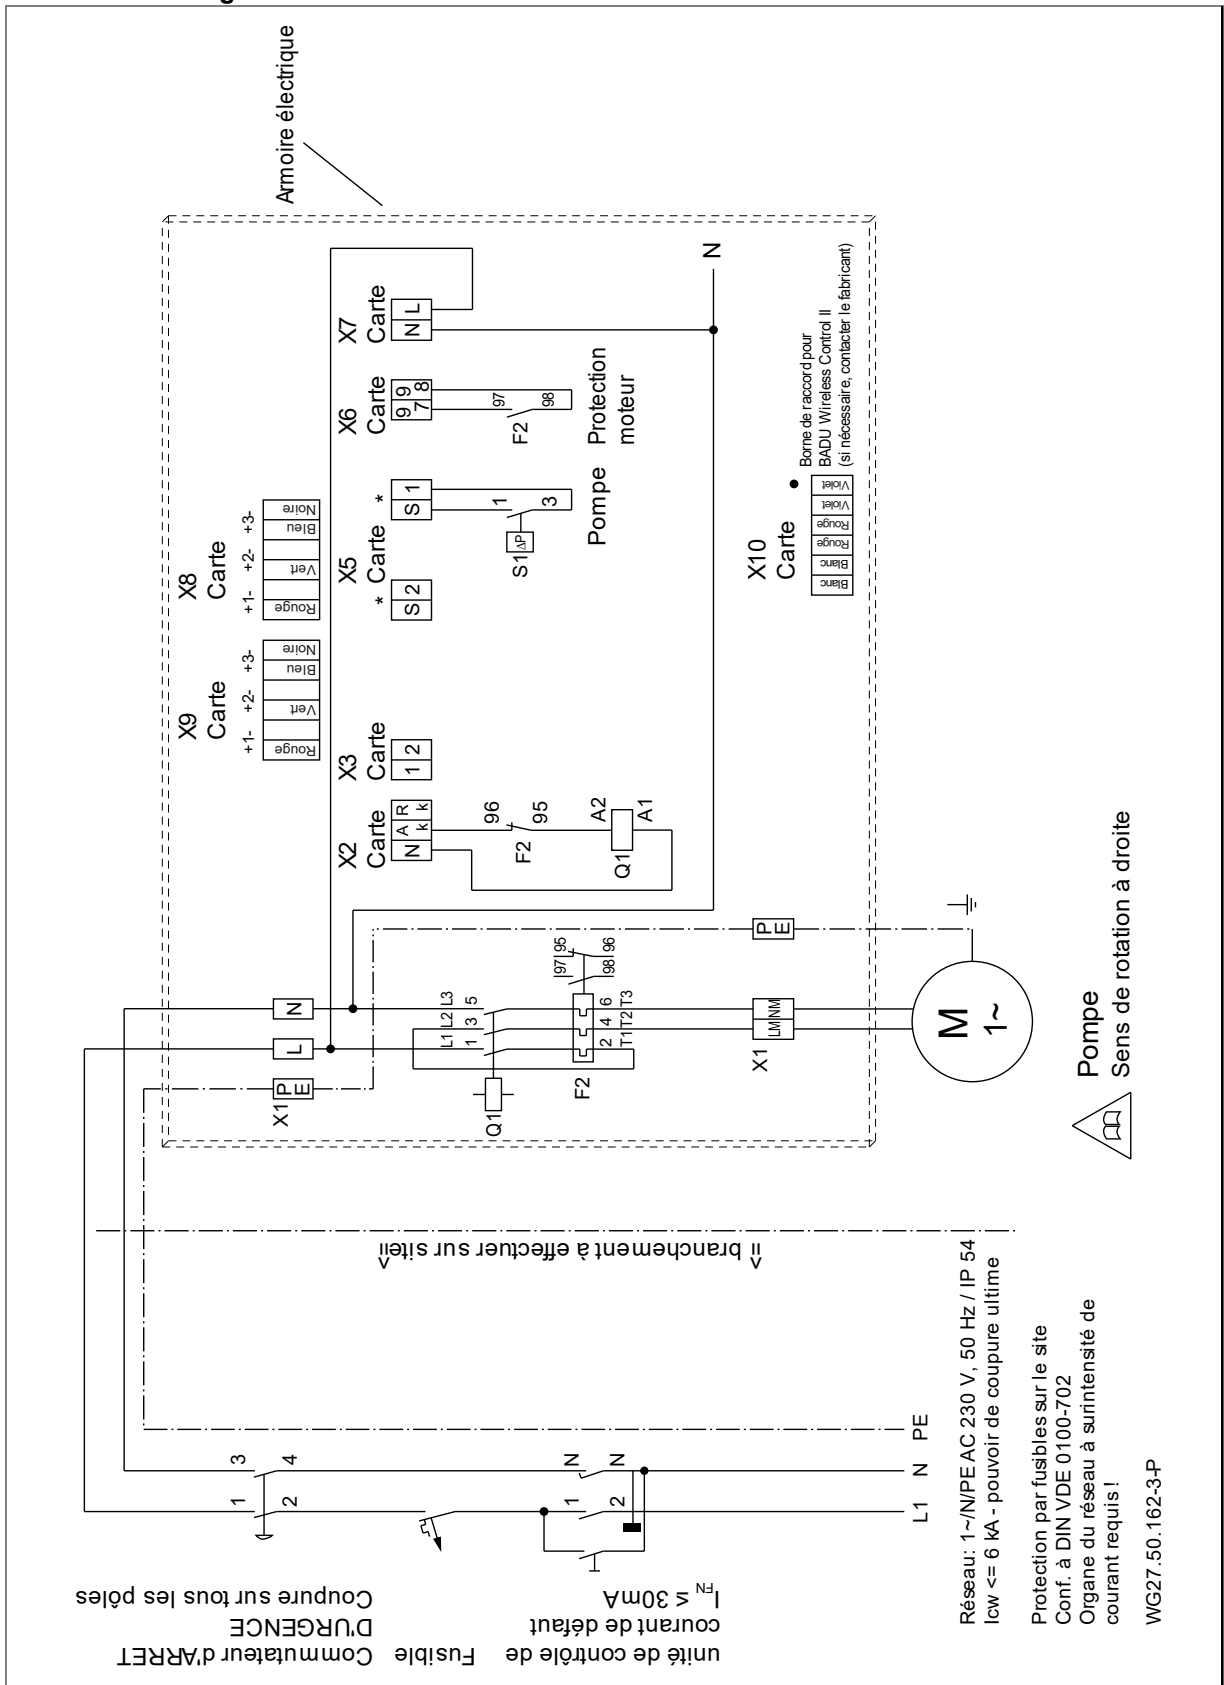 g
Armoire électrique
X9
Carte
+1- +2- +3-
Rouge
Vert
Bleu
Noire
X8
Carte
+1- +2- +3-
Rouge
Vert
Bleu
Noire
X2
Carte
N
A
k
R
k
X3
Carte
1 2
X5
Carte
*
S 2
*
S 1
X6
Carte
9 9
7 8
X7
Carte
N L
96
F2
95
A2
Q1
A1
1
S1 ΔP
3
Pompe
97
F2
98
Protection
moteur
N
X10
Carte
Blanc
Blanc
Rouge
Rouge
Violet
Violet
Borne de raccord pour
BADU Wireless Control II
(si nécessaire, contacter le fabricant)
X1
PE
L
N
Q1
L1 L2 L3
1 3 5
F2
97 95
98 96
2 4 6
T1 T2 T3
X1
LM NM
PE
M
1~
Pompe
Sens de rotation à droite
|| branchement à effectuer sur site||
Commutateur d'ARRET
D'URGENCE
Coupure sur tous les pôles
Fusible
unité de contrôle de
courant de défaut
IFN ≤ 30mA
1 3
2 4
1 N
2 N
L1 N PE
Réseau: 1~/N/PE AC 230 V, 50 Hz / IP 54
Icw <= 6 kA - pouvoir de coupure ultime
Protection par fusibles sur le site
Conf. à DIN VDE 0100-702
Organe du réseau à surintensité de
courant requis !
WG27.50.162-3-P